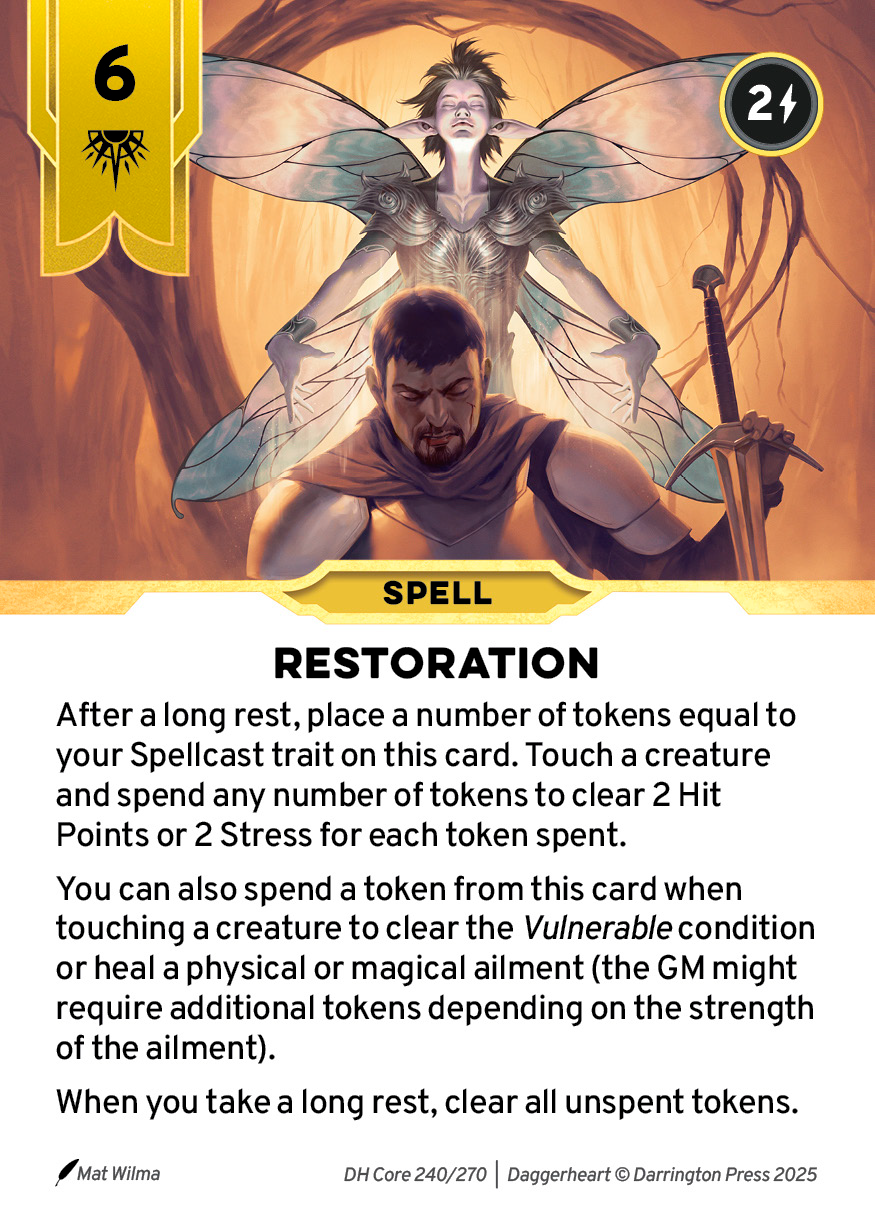 6
2
SPELL
RESTORATION
After a long rest, place a number of tokens equal to
your Spellcast trait on this card. Touch a creature
and spend any number of tokens to clear 2 Hit
Points or 2 Stress for each token spent.
You can also spend a token from this card when
touching a creature to clear the Vulnerable condition
or heal a physical or magical ailment (the GM might
require additional tokens depending on the strength
of the ailment).
When you take a long rest, clear all unspent tokens.
Mat Wilma
DH Core 240/270 | Daggerheart © Darrington Press 2025